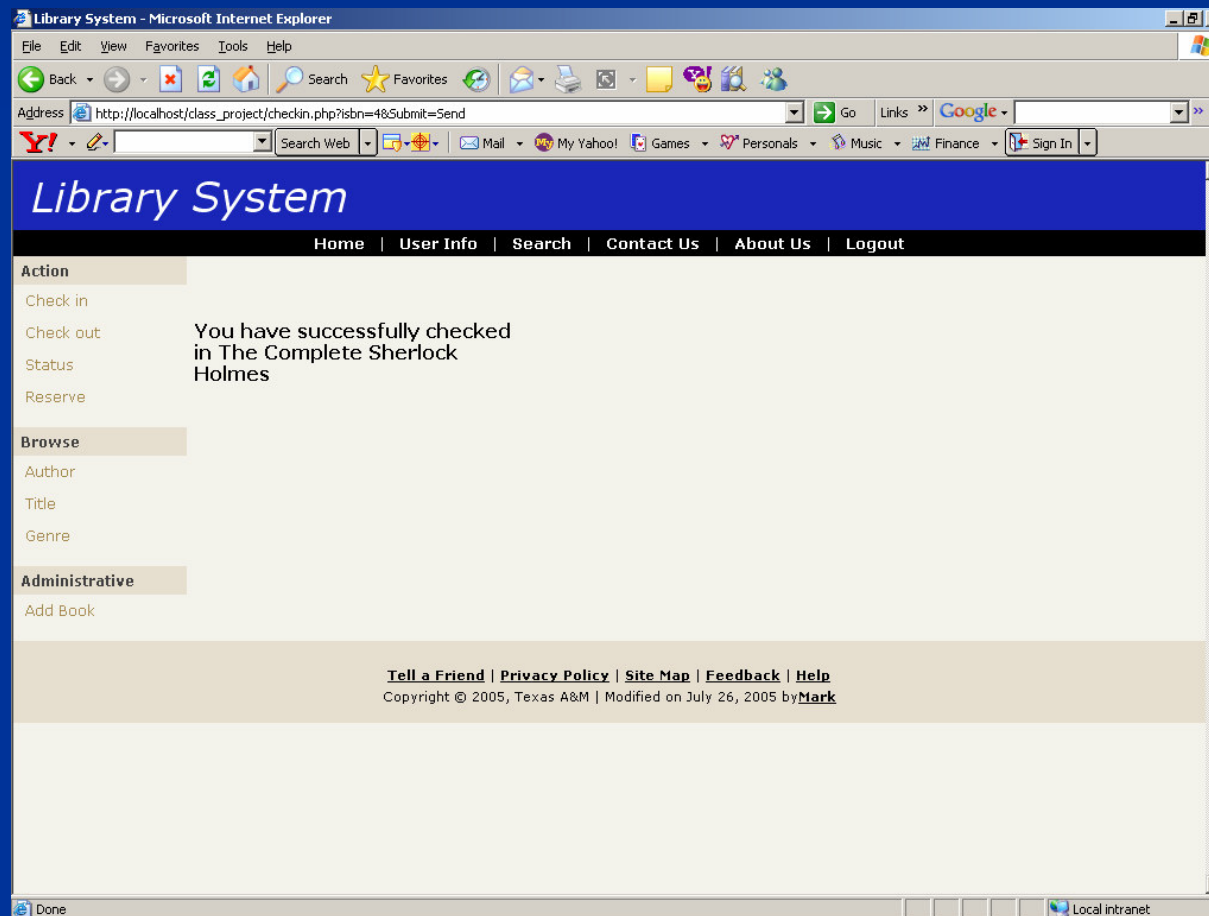 Library System - Microsoft Internet Explorer
File Edit View Favorites Tools Help
Back Search Favorites
Address http://localhost/class_project/checkin.php?isbn=4&Submit=Send Go Links » Google »
Y! Search Web Mail My Yahoo! Games Personals Music Finance Sign In
Library System
Home | User Info | Search | Contact Us | About Us | Logout
Action
Check in
Check out
Status
Reserve
You have successfully checked
in The Complete Sherlock
Holmes
Browse
Author
Title
Genre
Administrative
Add Book
Tell a Friend | Privacy Policy | Site Map | Feedback | Help
Copyright © 2005, Texas A&M | Modified on July 26, 2005 byMark
Done Local intranet